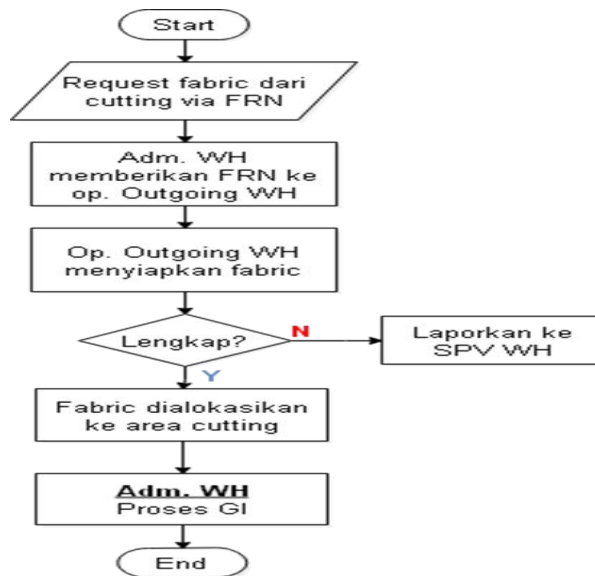 Start
Request fabric dari
cutting via FRN
Adm. WH
memberikan FRN ke
op. Outgoing WH
Op. Outgoing WH
menyiapkan fabric
Lengkap?
N
Laporkan ke
SPV WH
Y
Fabric dialokasikan
ke area cutting
Adm. WH
Proses GI
End